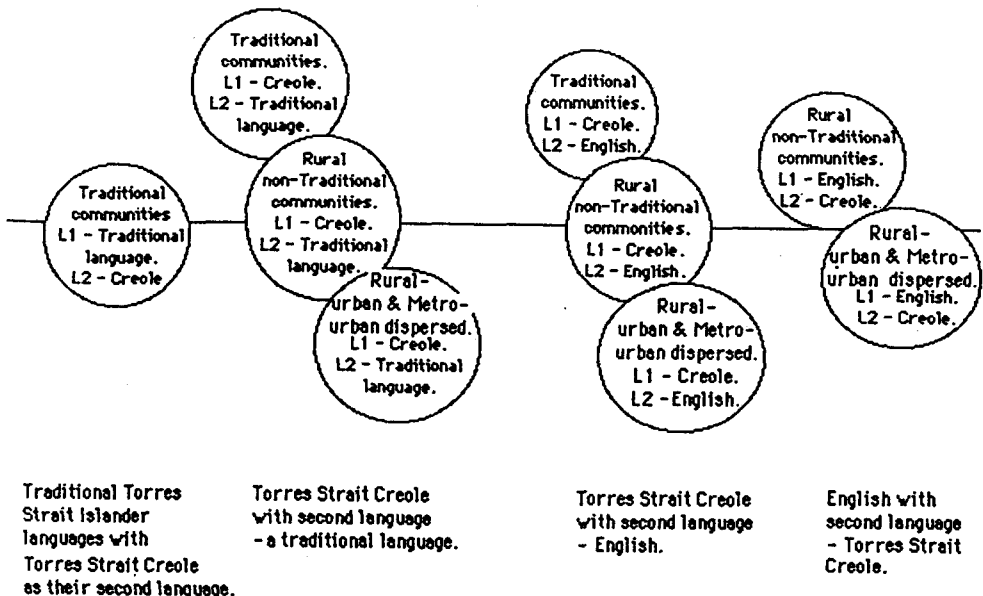 Traditional
communities
L1 - Traditional
language.
L2 - Creole
Traditional
communities.
L1 - Creole.
L2 - Traditional
language.
Rural
non-Traditional
communities.
L1 - Creole.
L2 - Traditional
language.
Rural-
urban & Metro-
urban dispersed.
L1 - Creole.
L2 - Traditional
language.
Traditional
communities.
L1 - Creole.
L2 - English.
Rural
non-Traditional
commonities.
L1 - Creole.
L2 - English.
Rural-
urban & Metro-
urban dispersed.
L1 - Creole.
L2 - English.
Rural
non-Traditional
communities.
L1 - English.
L2 - Creole.
Rural-
urban & Metro-
urban dispersed.
L1 - English.
L2 - Creole.
Traditional Torres
Strait Islander
languages with
Torres Strait Creole
as their second language.
Torres Strait Creole
with second language
- a traditional language.
Torres Strait Creole
with second language
- English.
English with
second language
- Torres Strait
Creole.